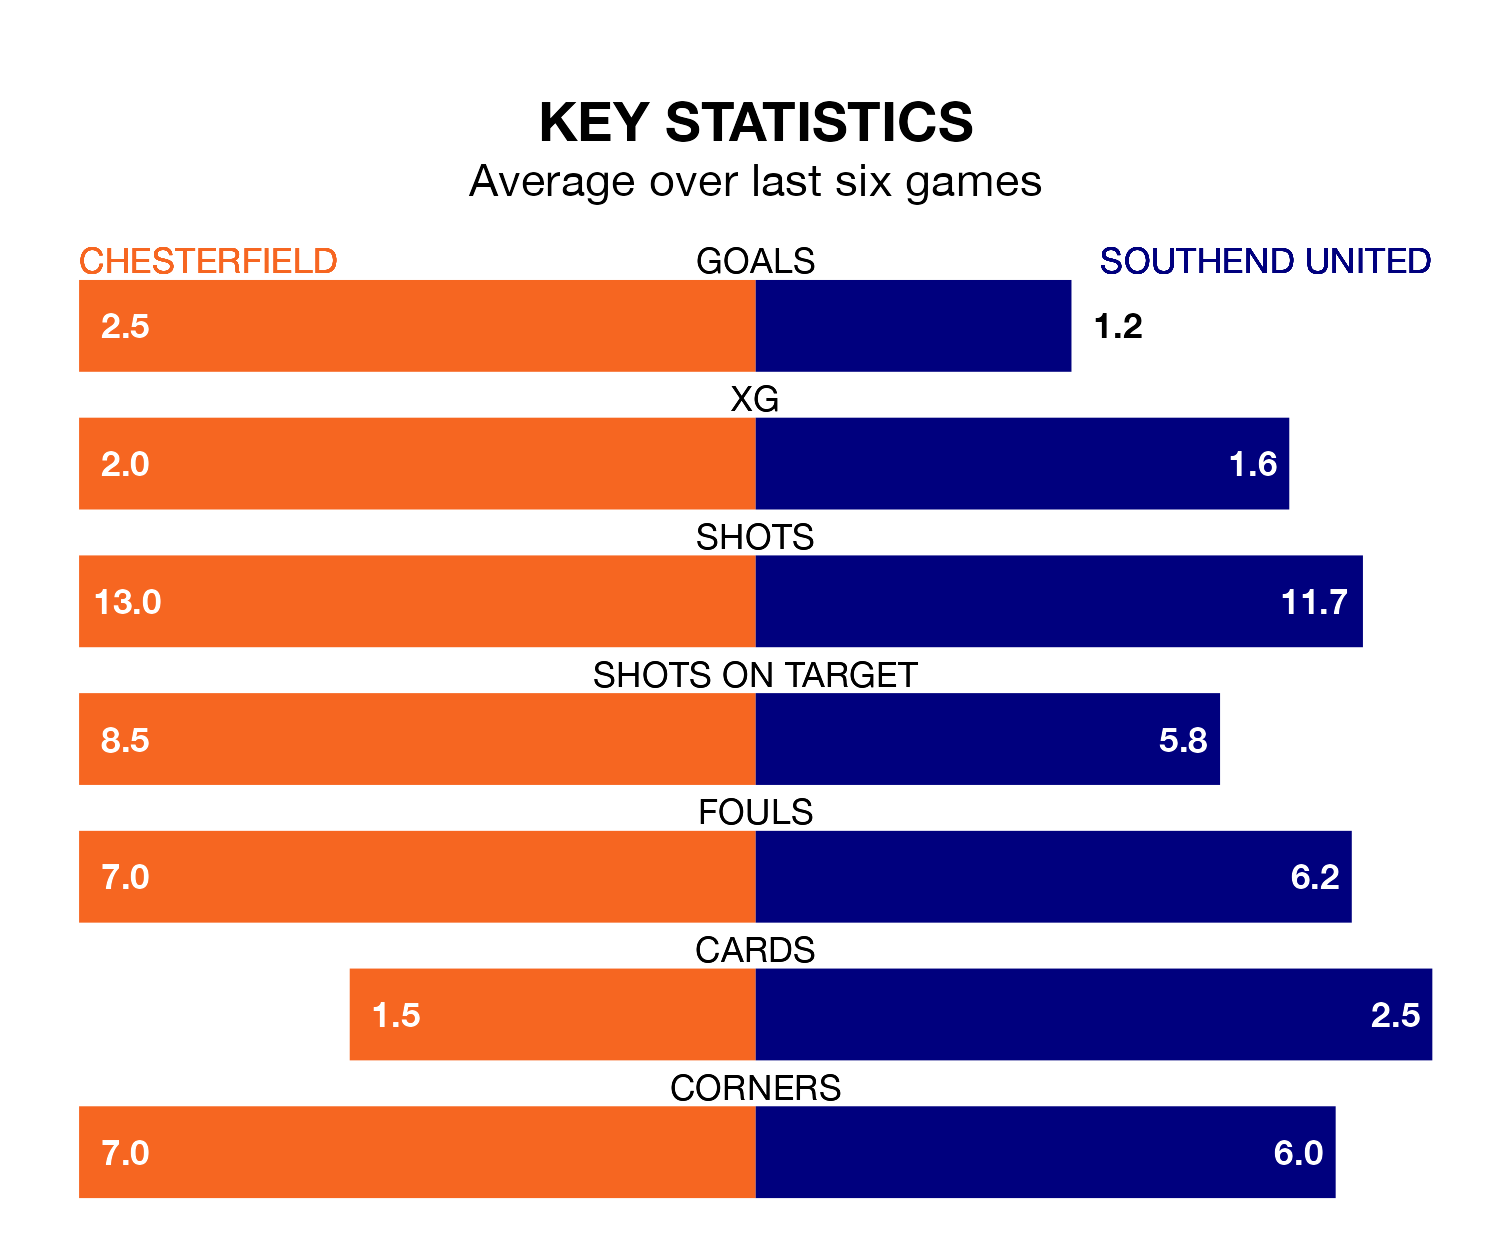 KEY STATISTICS
Average over last six games
CHESTERFIELD GOALS SOUTHEND UNITED
2.5 1.2
XG
2.0 1.6
SHOTS
13.0 11.7
SHOTS ON TARGET
8.5 5.8
FOULS
7.0 6.2
CARDS
1.5 2.5
CORNERS
7.0 6.0